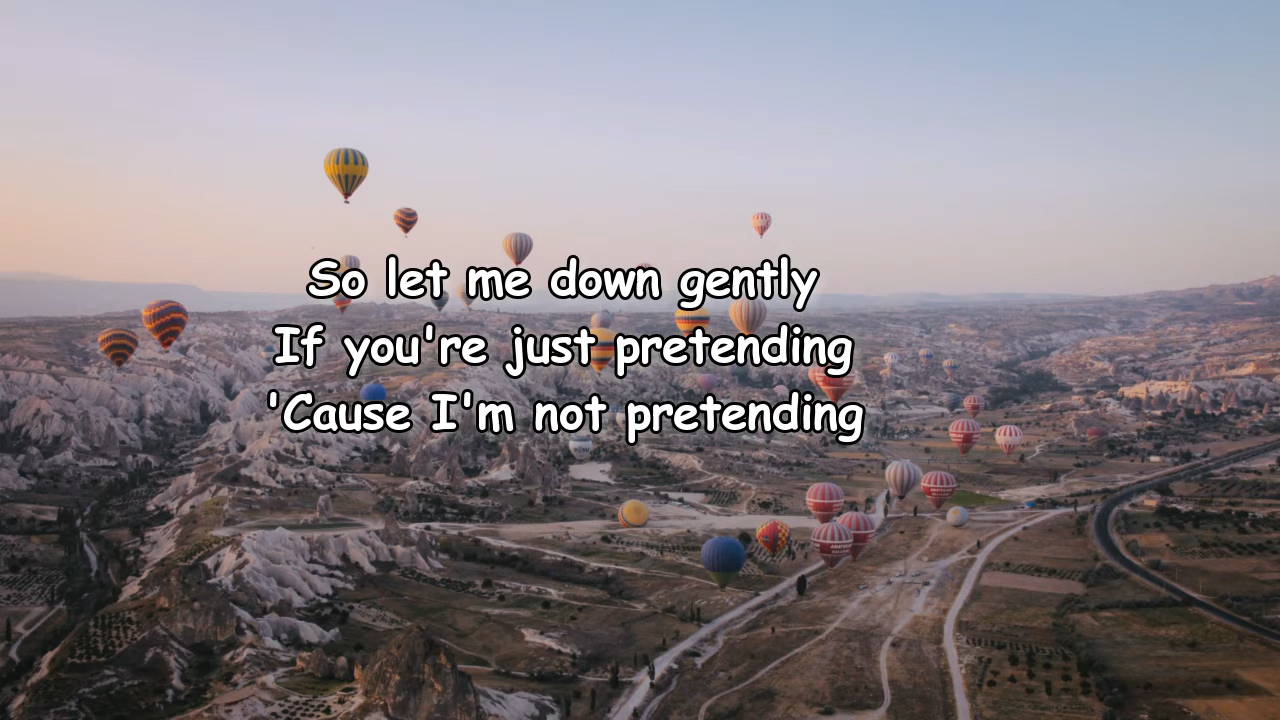 So let me down gently
If you're just pretending
'Cause I'm not pretending